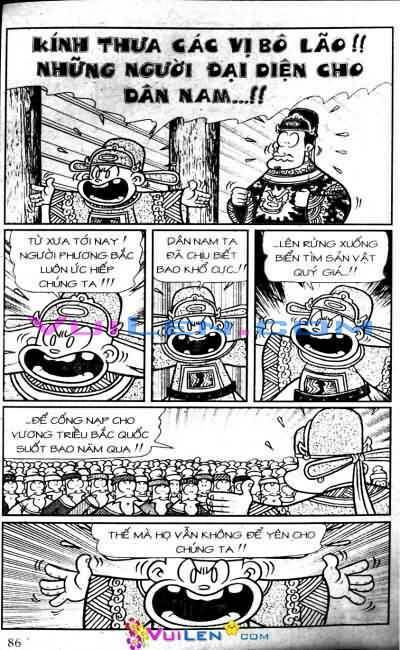 KÍNH THƯA CÁC VỊ BÔ LÃO!!
NHỮNG NGƯỜI ĐẠI DIỆN CHO
DÂN NAM...!!
TỪ XƯA TỚI NAY!
NGƯỜI PHƯƠNG BẮC
LUÔN ỨC HIẾP
CHÚNG TA!!!
DÂN NAM TA
ĐÃ CHỊU BIẾT
BAO KHỔ CỰC..!
..LÊN RỪNG XUỐNG
BIỂN TÌM SẢN VẬT
QUÝ GIÁ...
VUILEN.COM
..ĐỂ CỐNG NẠP CHO
VƯƠNG TRIỀU BẮC QUỐC
SUỐT BAO NĂM QUA!!
THẾ MÀ HỌ VẪN KHÔNG ĐỂ YÊN CHO
CHÚNG TA!!
86
VUILEN.COM